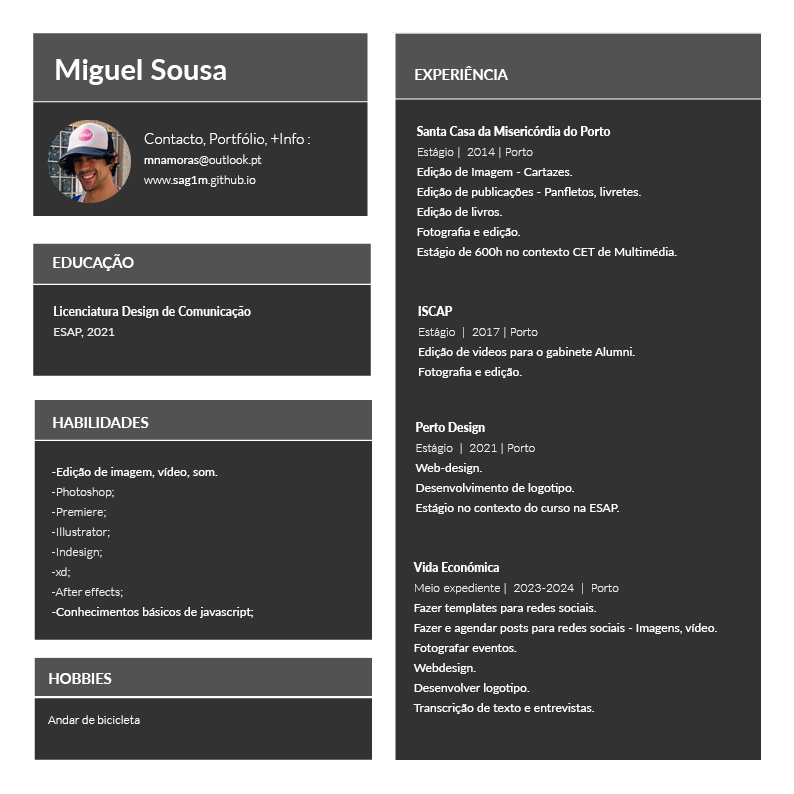 Miguel Sousa
Contacto, Portfólio, +Info :
mnamoras@outlook.pt
www.sag1m.github.io
EDUCAÇÃO
Licenciatura Design de Comunicação
ESAP, 2021
HABILIDADES
-Edição de imagem, vídeo, som.
-Photoshop;
-Premiere;
-Illustrator;
-Indesign;
-xd;
-After effects;
-Conhecimentos básicos de javascript;
HOBBIES
Andar de bicicleta
EXPERIÊNCIA
Santa Casa da Misericórdia do Porto
Estágio | 2014 | Porto
Edição de Imagem - Cartazes.
Edição de publicações - Panfletos, livretes.
Edição de livros.
Fotografia e edição.
Estágio de 600h no contexto CET de Multimédia.
ISCAP
Estágio | 2017 | Porto
Edição de videos para o gabinete Alumni.
Fotografia e edição.
Perto Design
Estágio | 2021 | Porto
Web-design.
Desenvolvimento de logotipo.
Estágio no contexto do curso na ESAP.
Vida Económica
Meio expediente | 2023-2024 | Porto
Fazer templates para redes sociais.
Fazer e agendar posts para redes sociais - Imagens, vídeo.
Fotografar eventos.
Webdesign.
Desenvolver logotipo.
Transcrição de texto e entrevistas.